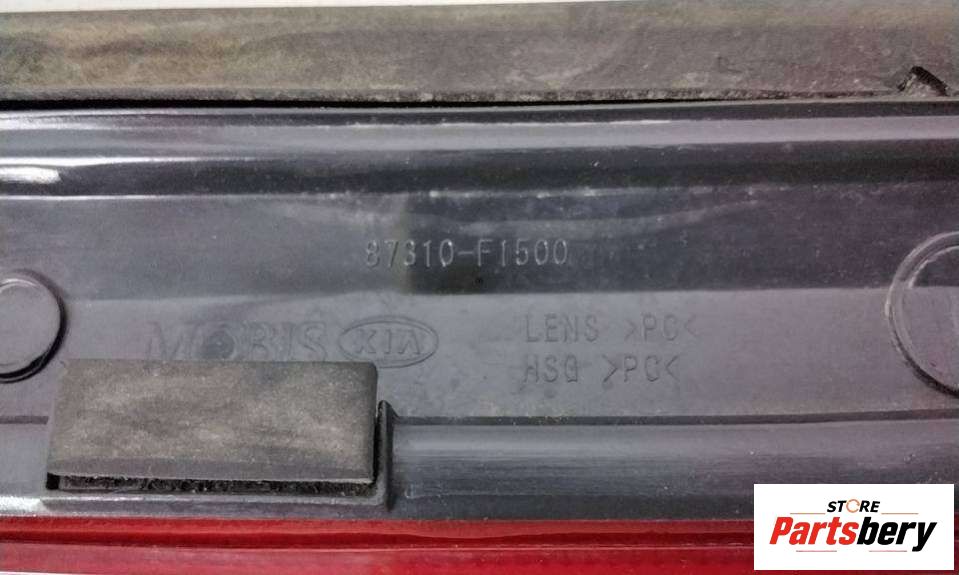 87310-F1500
MOBIS KIA
LENS >PC<
HSG >PC<
STORE
Partsbery